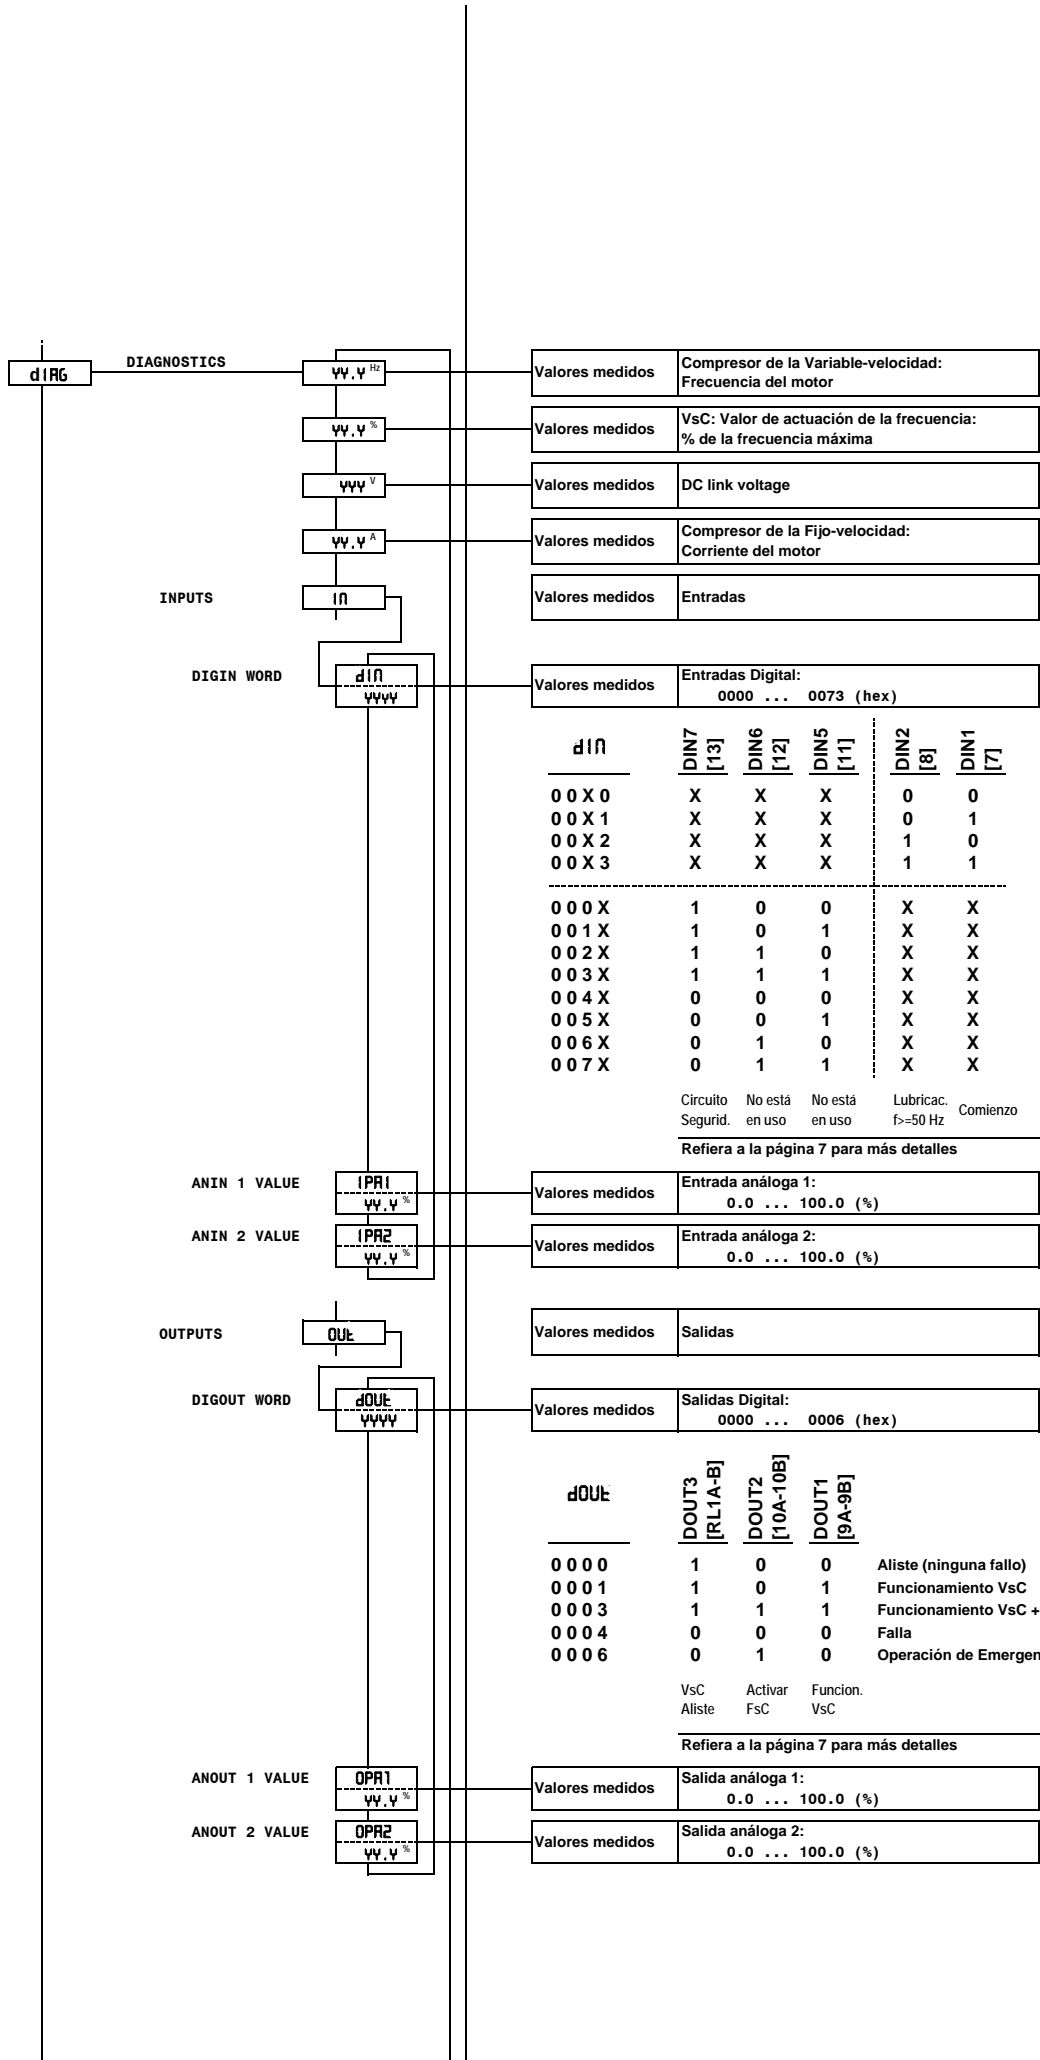 dIAG
DIAGNOSTICS
YY.Y Hz
Valores medidos
Compresor de la Variable-velocidad:
Frecuencia del motor
YY.Y %
Valores medidos
VsC: Valor de actuación de la frecuencia:
% de la frecuencia máxima
YYY V
Valores medidos
DC link voltage
YY.Y A
Valores medidos
Compresor de la Fijo-velocidad:
Corriente del motor
INPUTS
In
Valores medidos
Entradas
DIGIN WORD
dIn
YYYY
Valores medidos
Entradas Digital:
0000 ... 0073 (hex)
dIn DIN7 [13] DIN6 [12] DIN5 [11] DIN2 [8] DIN1 [7]
0 0 X 0 X X X 0 0
0 0 X 1 X X X 0 1
0 0 X 2 X X X 1 0
0 0 X 3 X X X 1 1
0 0 0 X 1 0 0 X X
0 0 1 X 1 0 1 X X
0 0 2 X 1 1 0 X X
0 0 3 X 1 1 1 X X
0 0 4 X 0 0 0 X X
0 0 5 X 0 0 1 X X
0 0 6 X 0 1 0 X X
0 0 7 X 0 1 1 X X
Circuito No está No está Lubricac. Comienzo
Segurid. en uso en uso f>=50 Hz
Refiera a la página 7 para más detalles
ANIN 1 VALUE
IPA1
YY.Y %
Valores medidos
Entrada análoga 1:
0.0 ... 100.0 (%)
ANIN 2 VALUE
IPA2
YY.Y %
Valores medidos
Entrada análoga 2:
0.0 ... 100.0 (%)
OUTPUTS
OUt
Valores medidos
Salidas
DIGOUT WORD
dOUt
YYYY
Valores medidos
Salidas Digital:
0000 ... 0006 (hex)
dOUt DOUT3 [RL1A-B] DOUT2 [10A-10B] DOUT1 [9A-9B]
0 0 0 0 1 0 0 Aliste (ninguna fallo)
0 0 0 1 1 0 1 Funcionamiento VsC
0 0 0 3 1 1 1 Funcionamiento VsC +
0 0 0 4 0 0 0 Falla
0 0 0 6 0 1 0 Operación de Emergen
VsC Activar Funcion.
Aliste FsC VsC
Refiera a la página 7 para más detalles
ANOUT 1 VALUE
OPA1
YY.Y %
Valores medidos
Salida análoga 1:
0.0 ... 100.0 (%)
ANOUT 2 VALUE
OPA2
YY.Y %
Valores medidos
Salida análoga 2:
0.0 ... 100.0 (%)